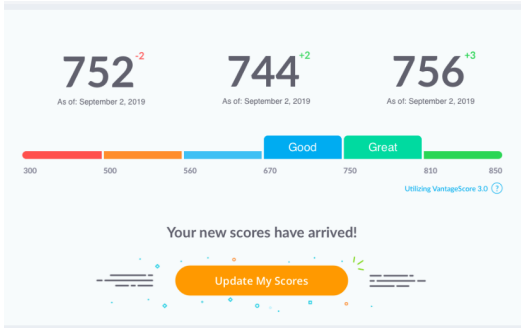 752 -2 744 +2 756 +3
As of: September 2, 2019 As of: September 2, 2019 As of: September 2, 2019
Good Great
300 500 560 670 750 810 850
Utilizing VantageScore 3.0 ?
Your new scores have arrived!
Update My Scores